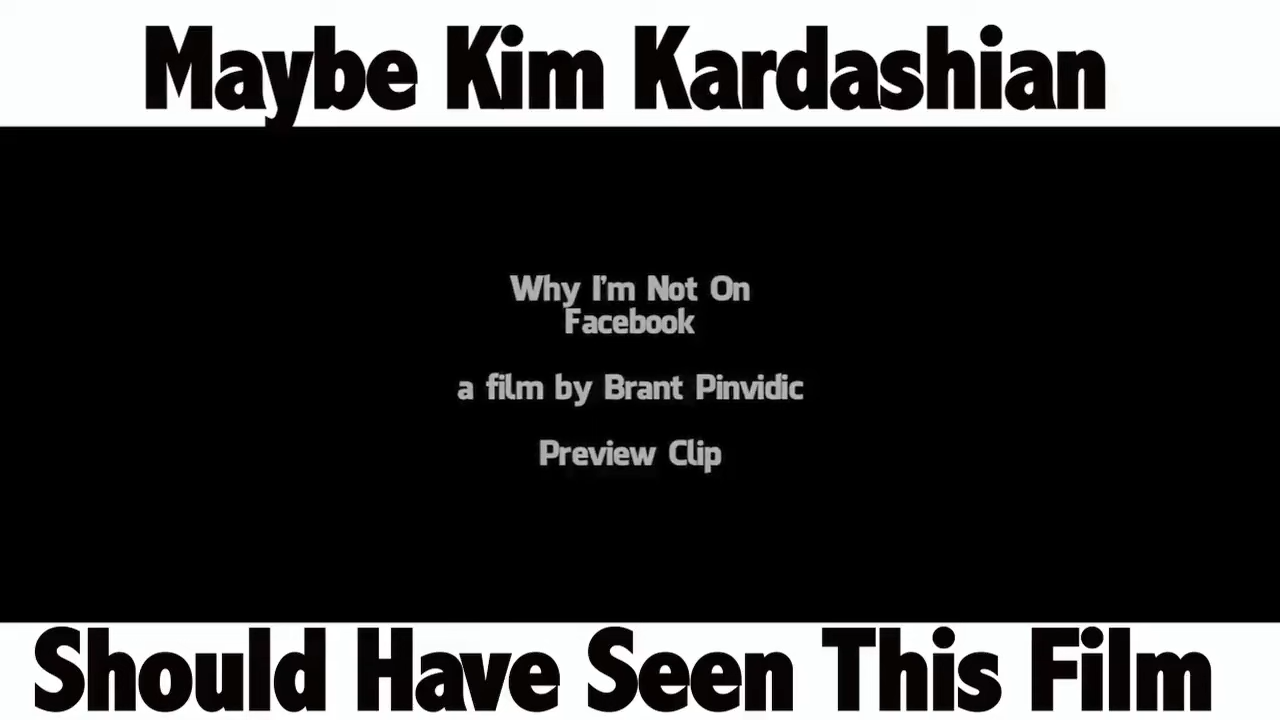 Maybe Kim Kardashian
Why I'm Not On
Facebook
a film by Brant Pinvidic
Preview Clip
Should Have Seen This Film